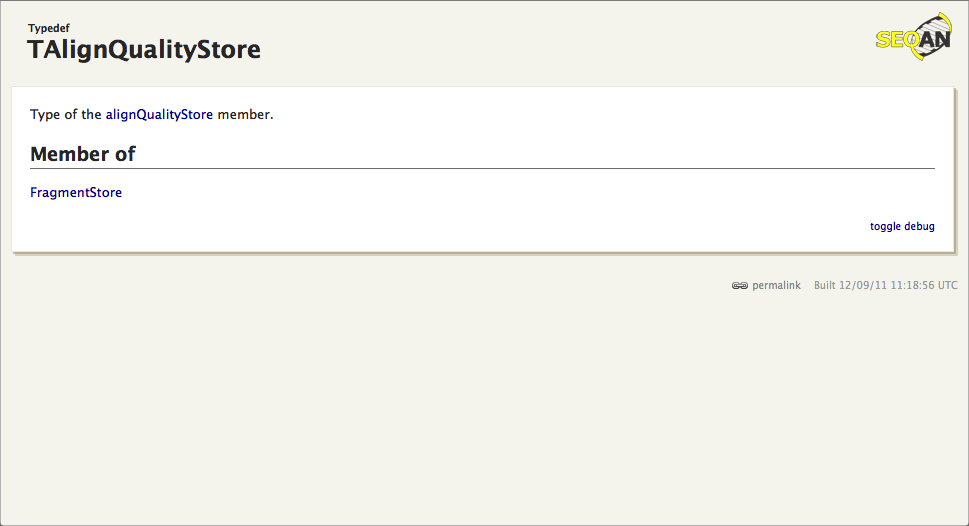 Typedef
TAlignQualityStore
SEQAN
Type of the alignQualityStore member.
Member of
FragmentStore
toggle debug
permalink Built 12/09/11 11:18:56 UTC